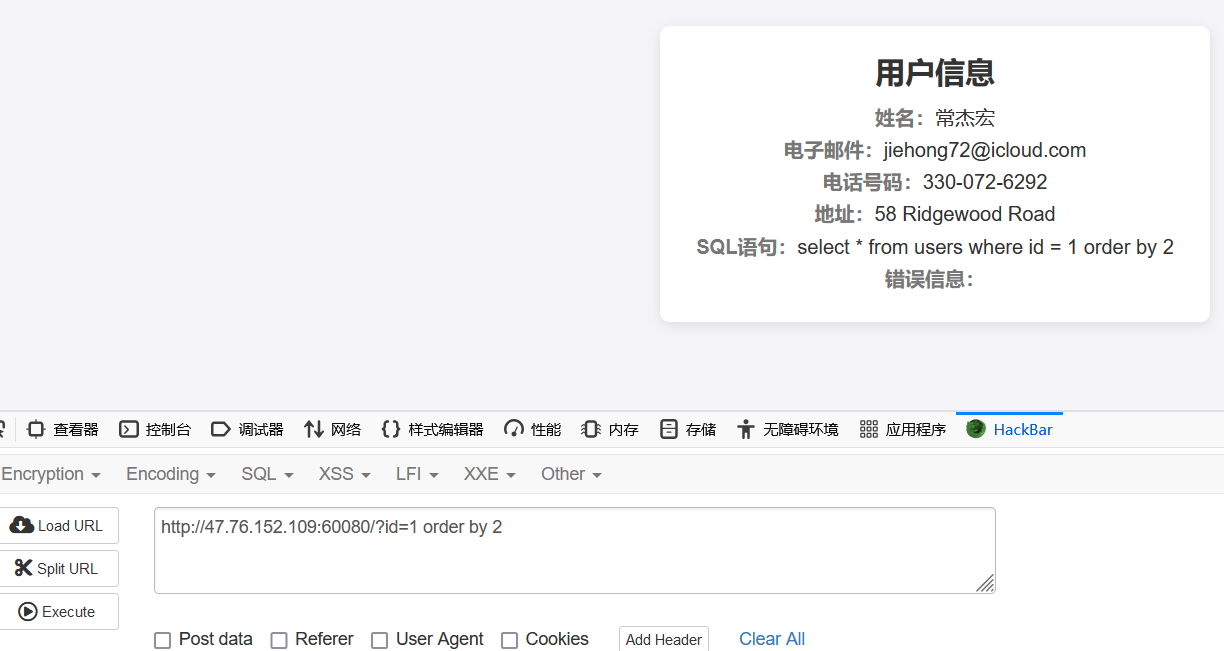 用户信息
姓名：常杰宏
电子邮件：jiehong72@icloud.com
电话号码：330-072-6292
地址：58 Ridgewood Road
SQL语句：select * from users where id = 1 order by 2
错误信息：
查看器 控制台 调试器 网络 样式编辑器 性能 内存 存储 无障碍环境 应用程序 HackBar
Encryption Encoding SQL XSS LFI XXE Other
Load URL
http://47.76.152.109:60080/?id=1 order by 2
Split URL
Execute
Post data Referer User Agent Cookies Add Header Clear All